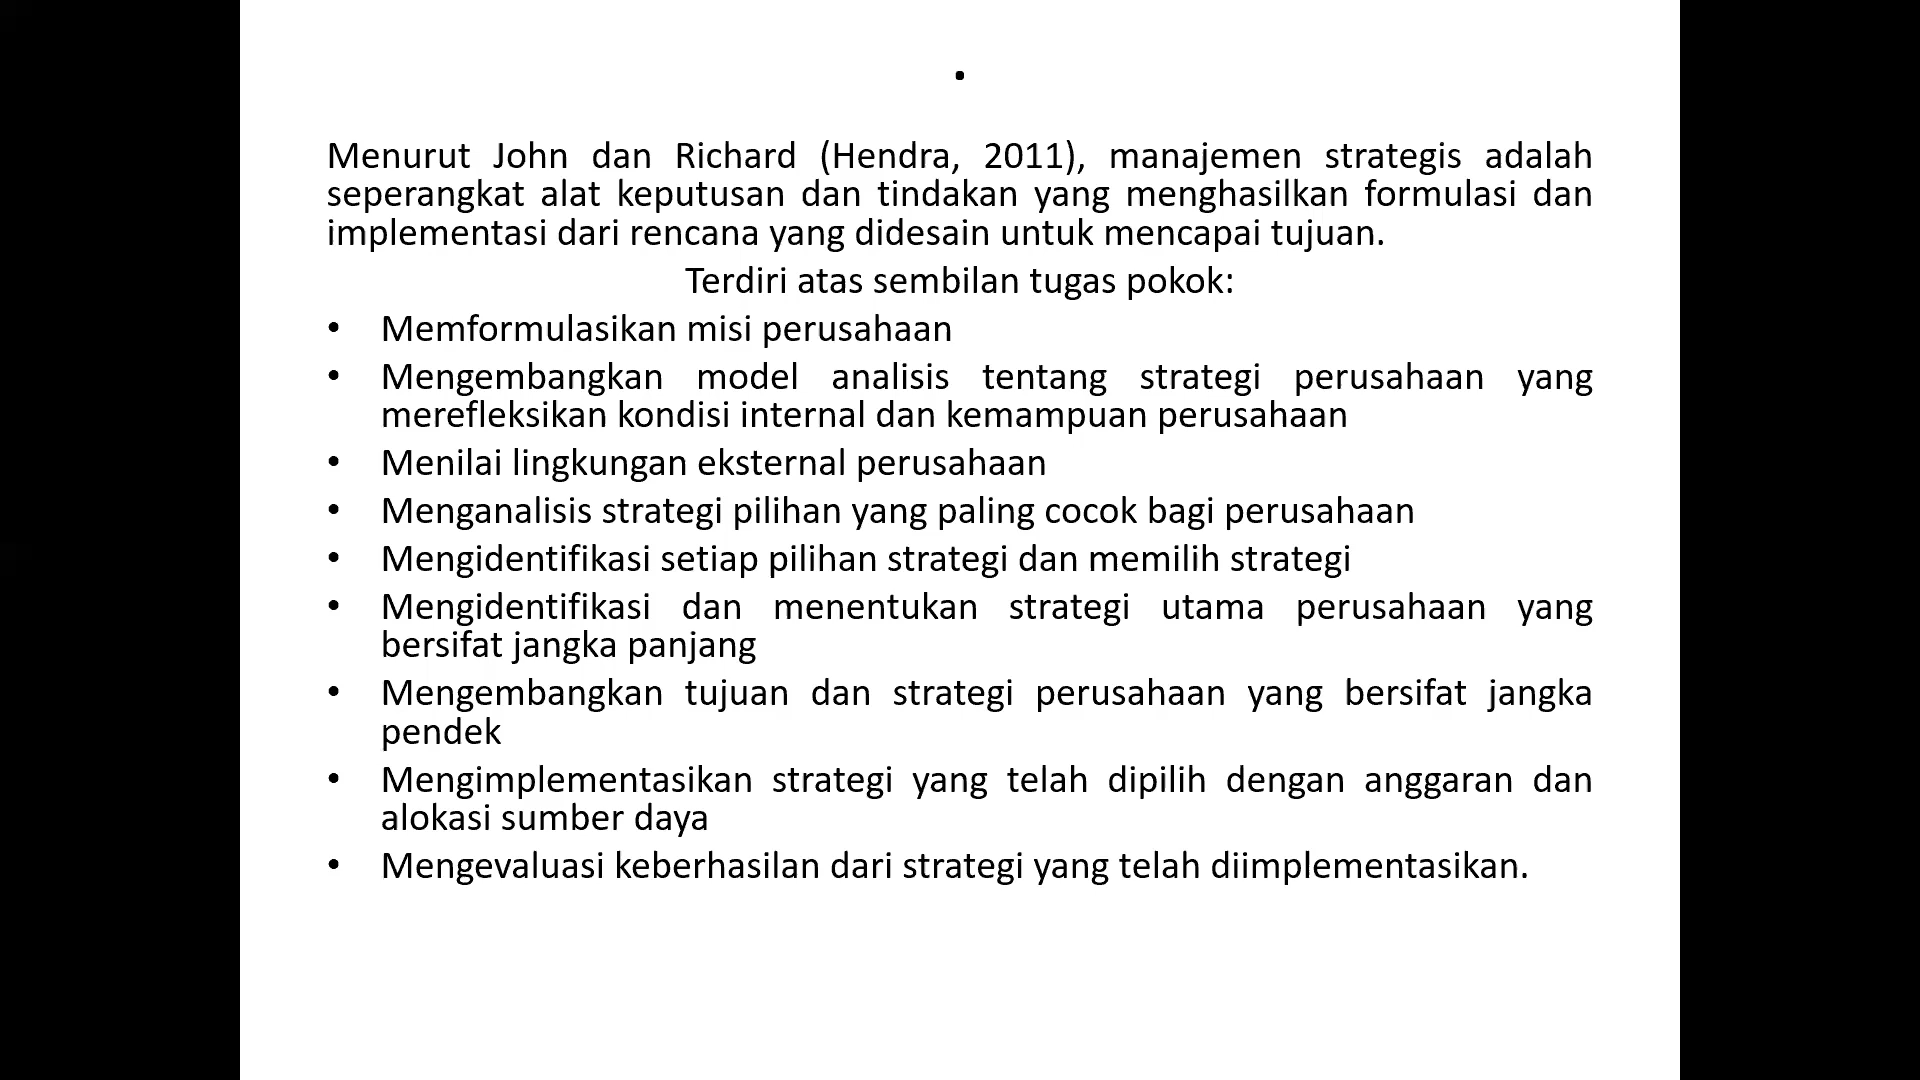 .
Menurut John dan Richard (Hendra, 2011), manajemen strategis adalah
seperangkat alat keputusan dan tindakan yang menghasilkan formulasi dan
implementasi dari rencana yang didesain untuk mencapai tujuan.
Terdiri atas sembilan tugas pokok:
• Memformulasikan misi perusahaan
• Mengembangkan model analisis tentang strategi perusahaan yang
merefleksikan kondisi internal dan kemampuan perusahaan
• Menilai lingkungan eksternal perusahaan
• Menganalisis strategi pilihan yang paling cocok bagi perusahaan
• Mengidentifikasi setiap pilihan strategi dan memilih strategi
• Mengidentifikasi dan menentukan strategi utama perusahaan yang
bersifat jangka panjang
• Mengembangkan tujuan dan strategi perusahaan yang bersifat jangka
pendek
• Mengimplementasikan strategi yang telah dipilih dengan anggaran dan
alokasi sumber daya
• Mengevaluasi keberhasilan dari strategi yang telah diimplementasikan.